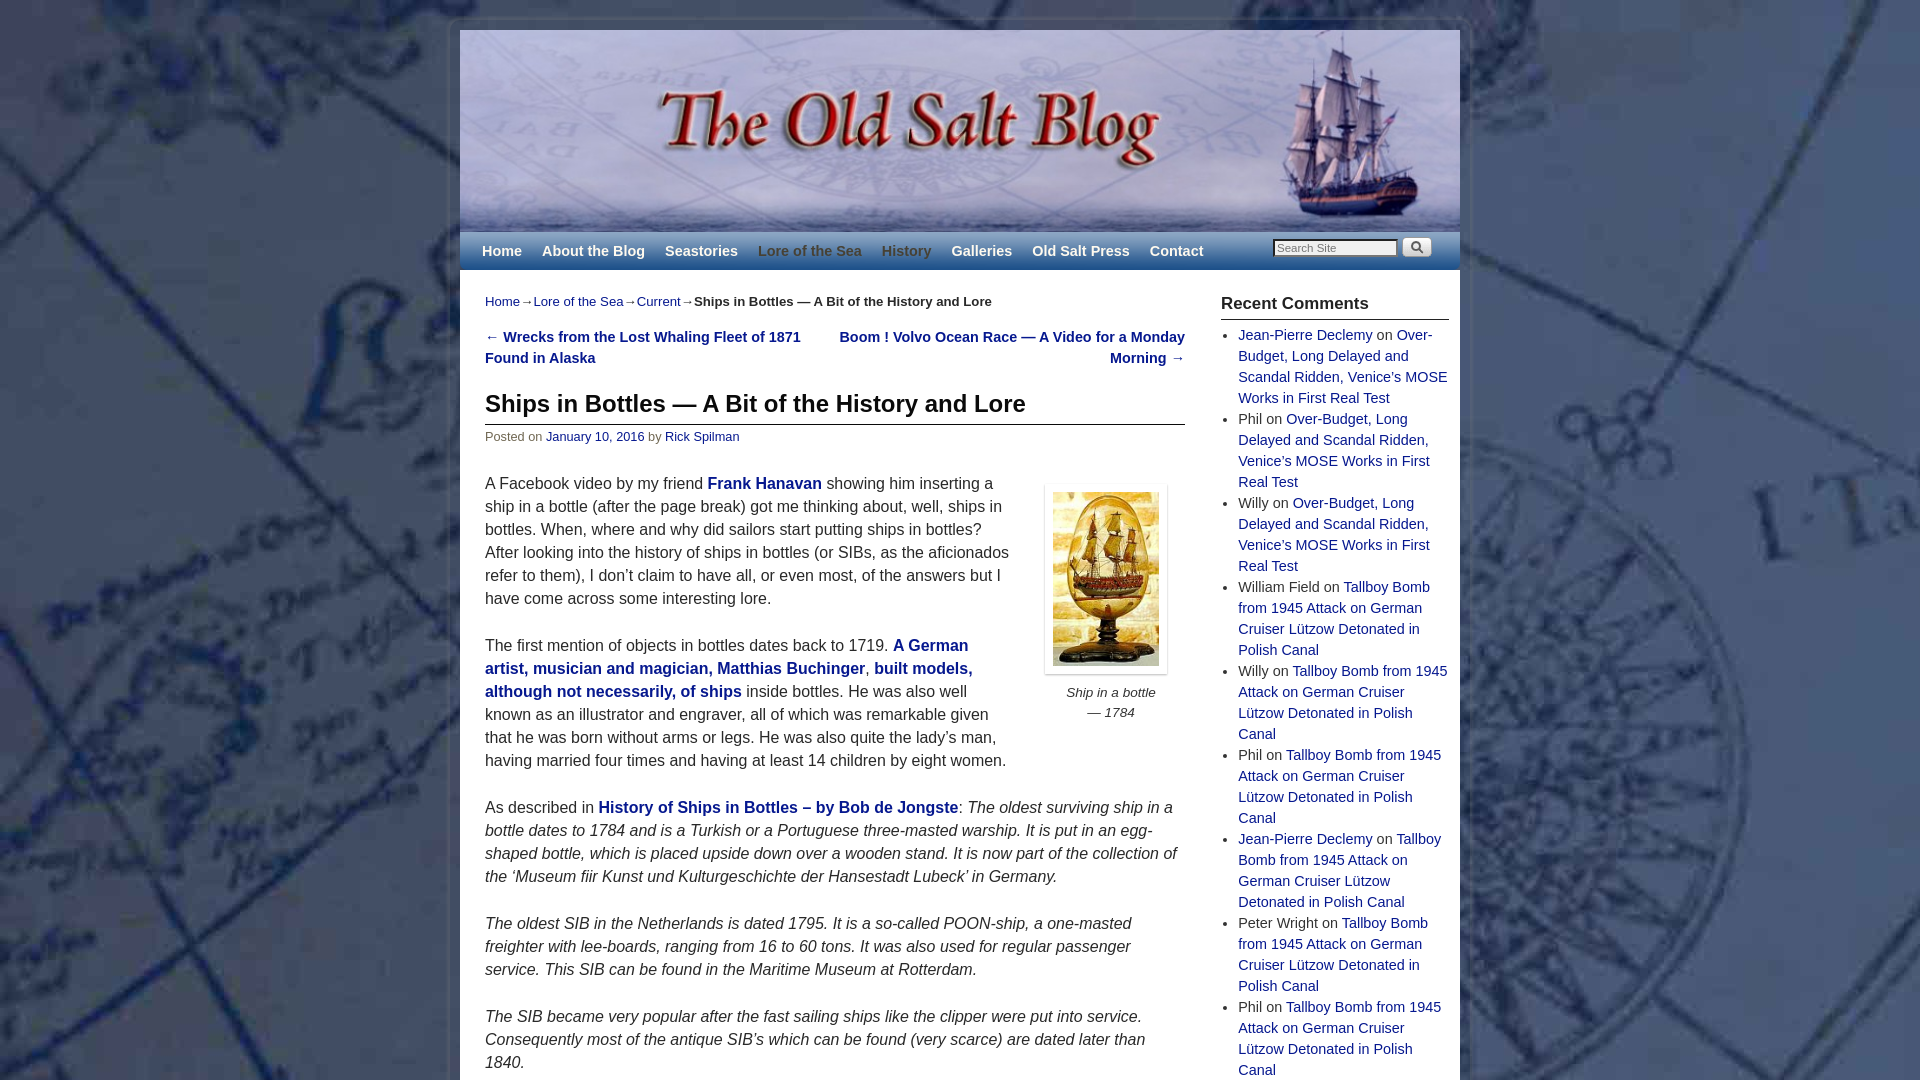 The Old Salt Blog
Home About the Blog Seastories Lore of the Sea History Galleries Old Salt Press Contact Search Site
Home→Lore of the Sea→Current→Ships in Bottles — A Bit of the History and Lore
← Wrecks from the Lost Whaling Fleet of 1871
Found in Alaska
Boom ! Volvo Ocean Race — A Video for a Monday
Morning →
Ships in Bottles — A Bit of the History and Lore
Posted on January 10, 2016 by Rick Spilman
A Facebook video by my friend Frank Hanavan showing him inserting a
ship in a bottle (after the page break) got me thinking about, well, ships in
bottles. When, where and why did sailors start putting ships in bottles?
After looking into the history of ships in bottles (or SIBs, as the aficionados
refer to them), I don’t claim to have all, or even most, of the answers but I
have come across some interesting lore.
Ship in a bottle
— 1784
The first mention of objects in bottles dates back to 1719. A German
artist, musician and magician, Matthias Buchinger, built models,
although not necessarily, of ships inside bottles. He was also well
known as an illustrator and engraver, all of which was remarkable given
that he was born without arms or legs. He was also quite the lady’s man,
having married four times and having at least 14 children by eight women.
As described in History of Ships in Bottles – by Bob de Jongste: The oldest surviving ship in a
bottle dates to 1784 and is a Turkish or a Portuguese three-masted warship. It is put in an egg-
shaped bottle, which is placed upside down over a wooden stand. It is now part of the collection of
the ‘Museum fiir Kunst und Kulturgeschichte der Hansestadt Lubeck’ in Germany.
The oldest SIB in the Netherlands is dated 1795. It is a so-called POON-ship, a one-masted
freighter with lee-boards, ranging from 16 to 60 tons. It was also used for regular passenger
service. This SIB can be found in the Maritime Museum at Rotterdam.
The SIB became very popular after the fast sailing ships like the clipper were put into service.
Consequently most of the antique SIB’s which can be found (very scarce) are dated later than
1840.
Recent Comments
Jean-Pierre Declemy on Over-
Budget, Long Delayed and
Scandal Ridden, Venice’s MOSE
Works in First Real Test
Phil on Over-Budget, Long
Delayed and Scandal Ridden,
Venice’s MOSE Works in First
Real Test
Willy on Over-Budget, Long
Delayed and Scandal Ridden,
Venice’s MOSE Works in First
Real Test
William Field on Tallboy Bomb
from 1945 Attack on German
Cruiser Lützow Detonated in
Polish Canal
Willy on Tallboy Bomb from 1945
Attack on German Cruiser
Lützow Detonated in Polish
Canal
Phil on Tallboy Bomb from 1945
Attack on German Cruiser
Lützow Detonated in Polish
Canal
Jean-Pierre Declemy on Tallboy
Bomb from 1945 Attack on
German Cruiser Lützow
Detonated in Polish Canal
Peter Wright on Tallboy Bomb
from 1945 Attack on German
Cruiser Lützow Detonated in
Polish Canal
Phil on Tallboy Bomb from 1945
Attack on German Cruiser
Lützow Detonated in Polish
Canal